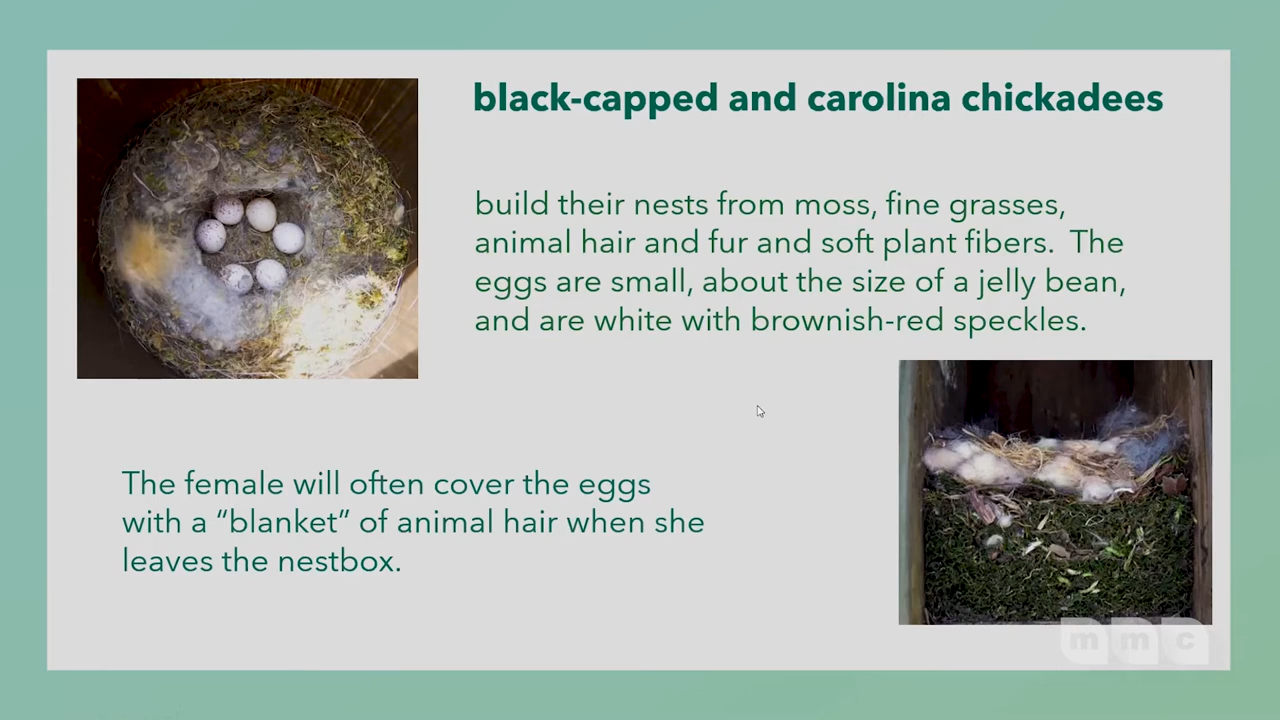 black-capped and carolina chickadees
build their nests from moss, fine grasses,
animal hair and fur and soft plant fibers. The
eggs are small, about the size of a jelly bean,
and are white with brownish-red speckles.
The female will often cover the eggs
with a “blanket” of animal hair when she
leaves the nestbox.
mmc